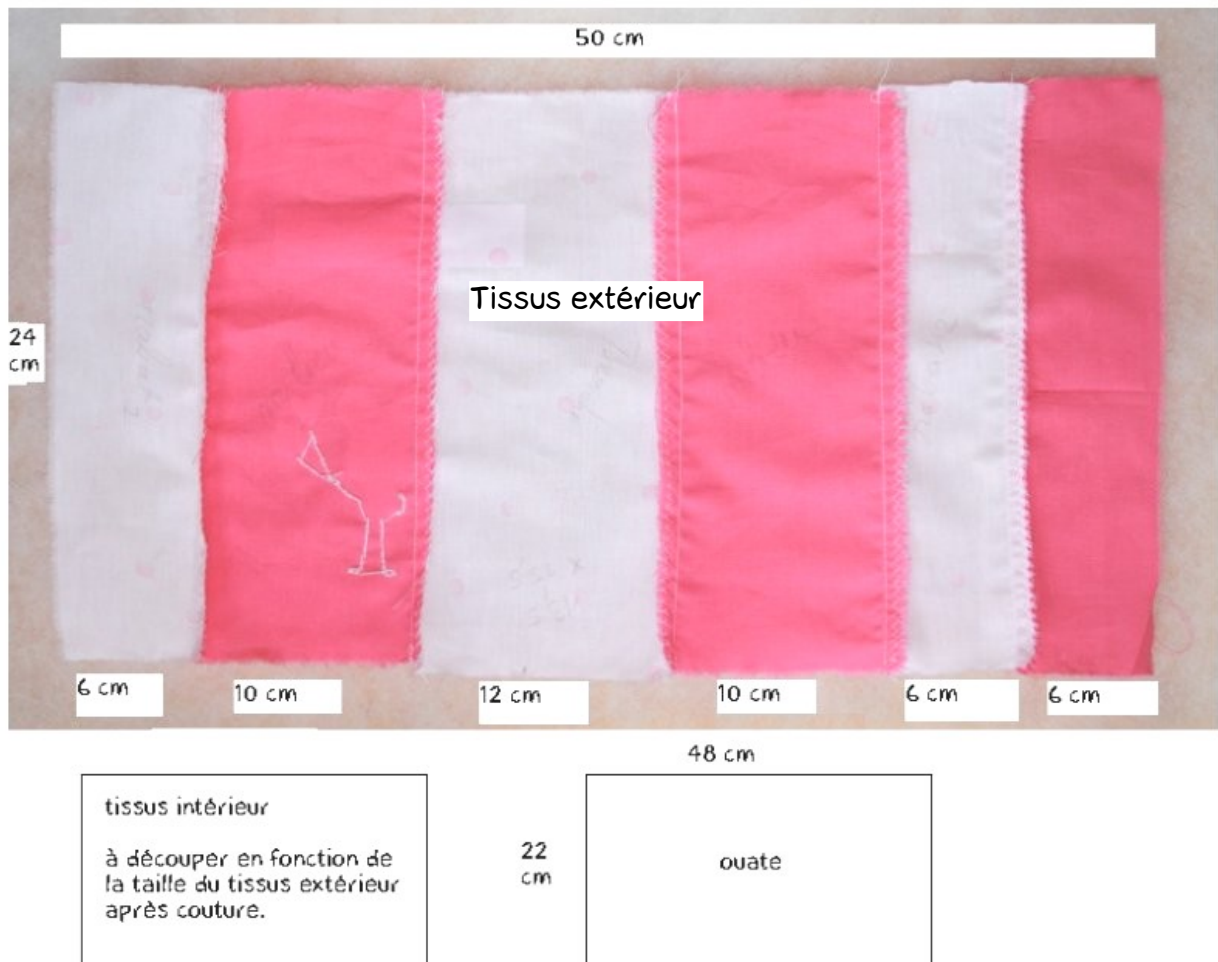 50 cm
Tissus extérieur
24
cm
6 cm
10 cm
12 cm
10 cm
6 cm
6 cm
48 cm
tissus intérieur
à découper en fonction de
la taille du tissus extérieur
après couture.
22
cm
ouate